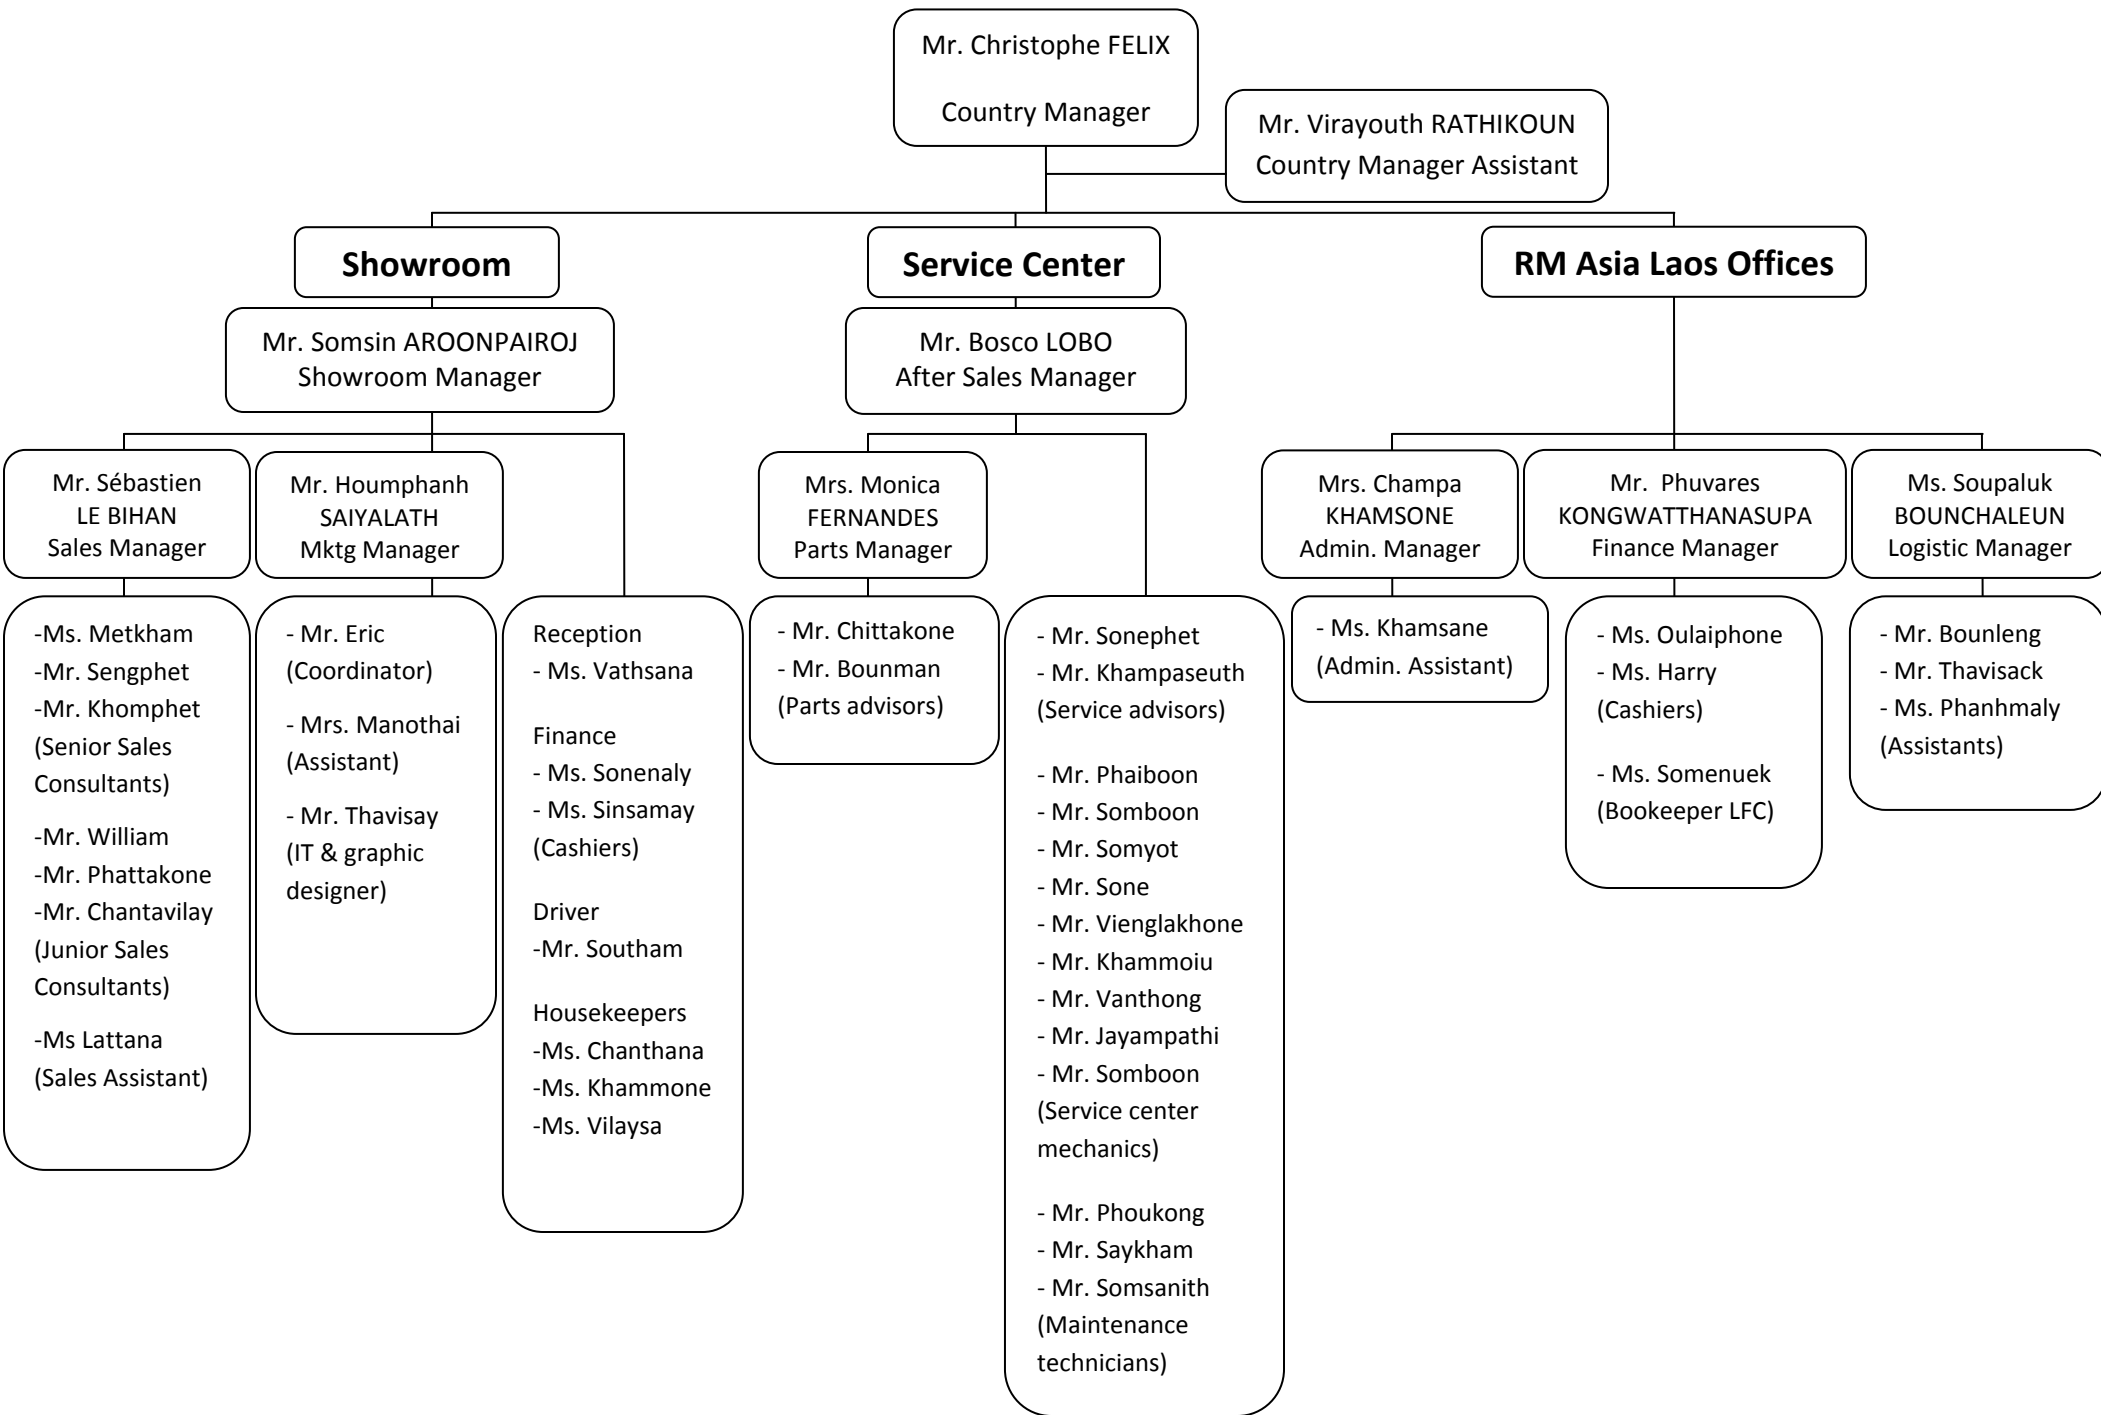 Mr. Christophe FELIX
Country Manager
Mr. Virayouth RATHIKOUN
Country Manager Assistant
Showroom
Service Center
RM Asia Laos Offices
Mr. Somsin AROONPAIROJ
Showroom Manager
Mr. Bosco LOBO
After Sales Manager
Mr. Sébastien
LE BIHAN
Sales Manager
Mr. Houmphanh
SAIYALATH
Mktg Manager
Mrs. Monica
FERNANDES
Parts Manager
Mrs. Champa
KHAMSONE
Admin. Manager
Mr.  Phuvares
KONGWATTHANASUPA
Finance Manager
Ms. Soupaluk
BOUNCHALEUN
Logistic Manager
-Ms. Metkham
-Mr. Sengphet
-Mr. Khomphet
(Senior Sales
Consultants)
-Mr. William
-Mr. Phattakone
-Mr. Chantavilay
(Junior Sales
Consultants)
-Ms Lattana
(Sales Assistant)
- Mr. Eric
(Coordinator)
- Mrs. Manothai
(Assistant)
- Mr. Thavisay
(IT & graphic
designer)
Reception
- Ms. Vathsana
Finance
- Ms. Sonenaly
- Ms. Sinsamay
(Cashiers)
Driver
-Mr. Southam
Housekeepers
-Ms. Chanthana
-Ms. Khammone
-Ms. Vilaysa
- Mr. Chittakone
- Mr. Bounman
(Parts advisors)
- Mr. Sonephet
- Mr. Khampaseuth
(Service advisors)
- Mr. Phaiboon
- Mr. Somboon
- Mr. Somyot
- Mr. Sone
- Mr. Vienglakhone
- Mr. Khammoiu
- Mr. Vanthong
- Mr. Jayampathi
- Mr. Somboon
(Service center
mechanics)
- Mr. Phoukong
- Mr. Saykham
- Mr. Somsanith
(Maintenance
technicians)
- Ms. Khamsane
(Admin. Assistant)
- Ms. Oulaiphone
- Ms. Harry
(Cashiers)
- Ms. Somenuek
(Bookeeper LFC)
- Mr. Bounleng
- Mr. Thavisack
- Ms. Phanhmaly
(Assistants)